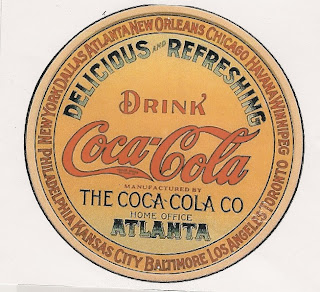 NEW YORK DALLAS ATLANTA NEW ORLEANS CHICAGO HAVANA WINNIPEG TORONTO LOS ANGELES BALTIMORE KANSAS CITY PHILADELPHIA
DELICIOUS AND REFRESHING
DRINK
Coca-Cola
MANUFACTURED BY
THE COCA-COLA CO
HOME OFFICE
ATLANTA